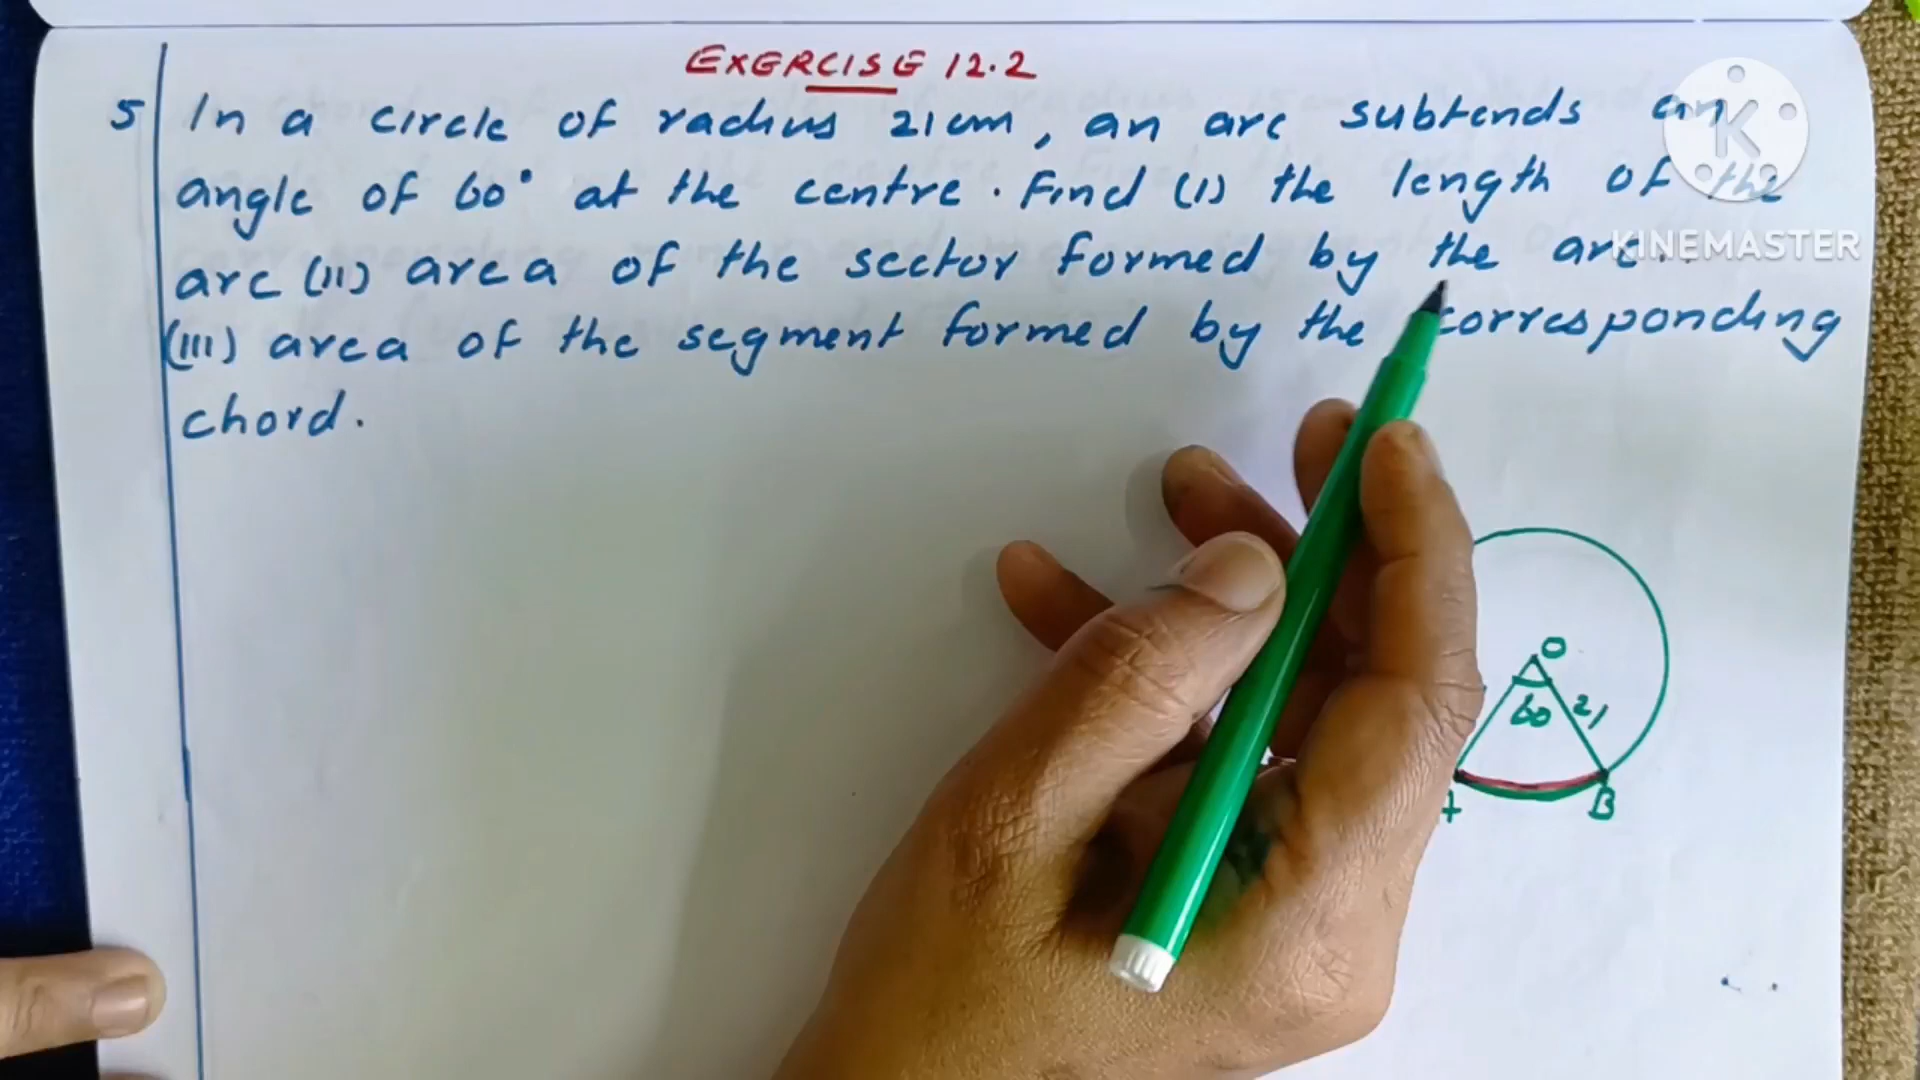 EXERCISE 12.2
5 In a circle of radius 21cm, an arc subtends an
angle of 60° at the centre. Find (I) the length of the
arc (II) area of the sector formed by the arc.
(III) area of the segment formed by the corresponding
chord.
K
KINEMASTER
O
60 21
A B